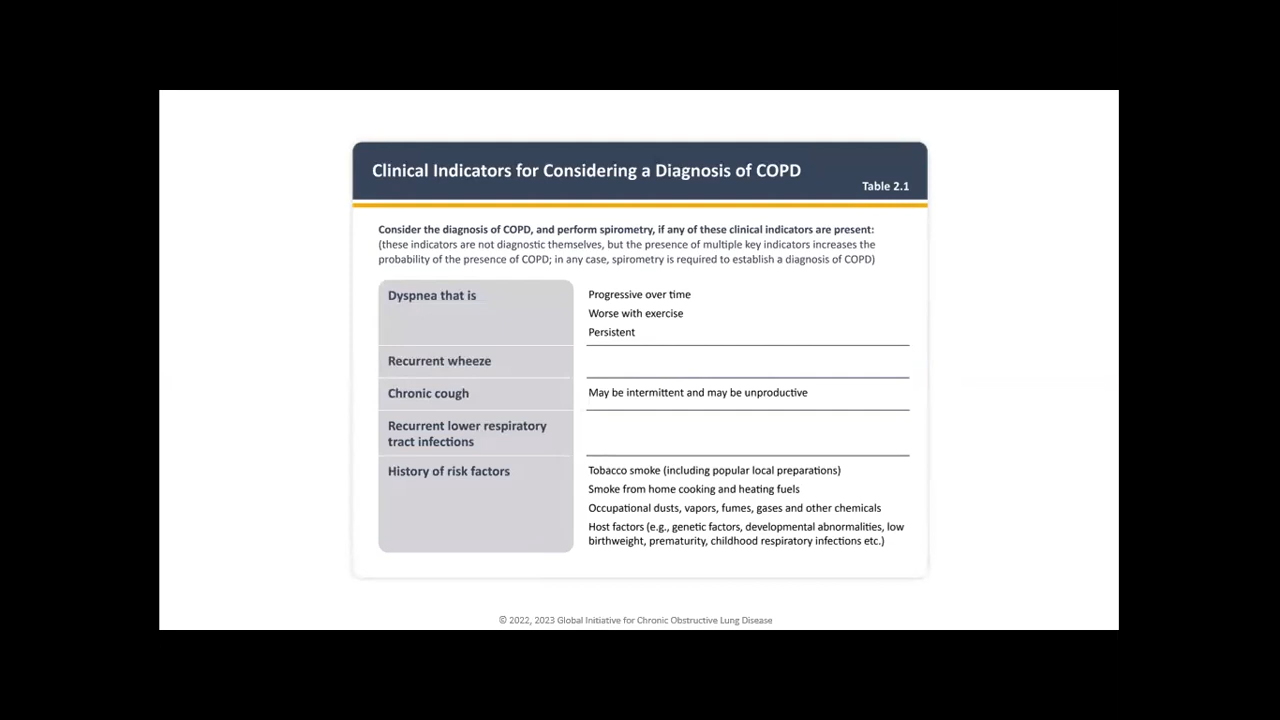 Clinical Indicators for Considering a Diagnosis of COPD
Table 2.1
Consider the diagnosis of COPD, and perform spirometry, if any of these clinical indicators are present:
(these indicators are not diagnostic themselves, but the presence of multiple key indicators increases the
probability of the presence of COPD; in any case, spirometry is required to establish a diagnosis of COPD)
Dyspnea that is
Progressive over time
Worse with exercise
Persistent
Recurrent wheeze
Chronic cough
May be intermittent and may be unproductive
Recurrent lower respiratory
tract infections
History of risk factors
Tobacco smoke (including popular local preparations)
Smoke from home cooking and heating fuels
Occupational dusts, vapors, fumes, gases and other chemicals
Host factors (e.g., genetic factors, developmental abnormalities, low
birthweight, prematurity, childhood respiratory infections etc.)
© 2022, 2023 Global Initiative for Chronic Obstructive Lung Disease